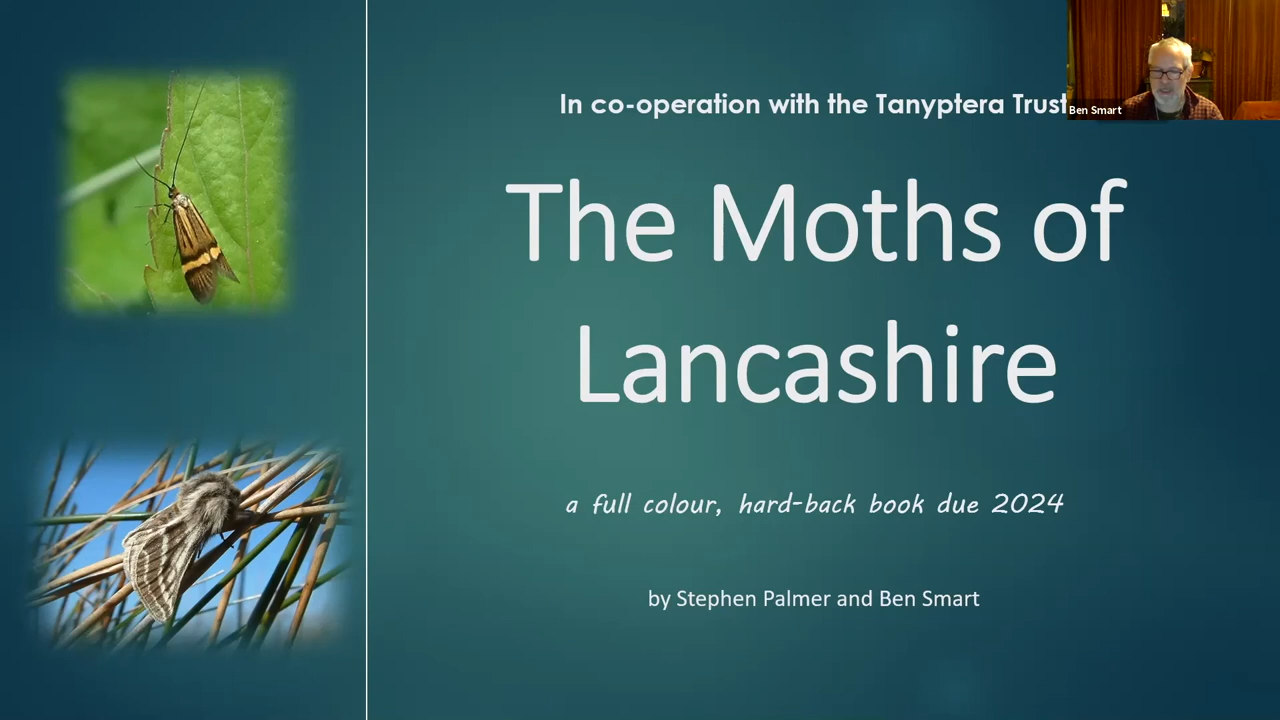 In co-operation with the Tanyptera Trust
Ben Smart
The Moths of
Lancashire
a full colour, hard-back book due 2024
by Stephen Palmer and Ben Smart